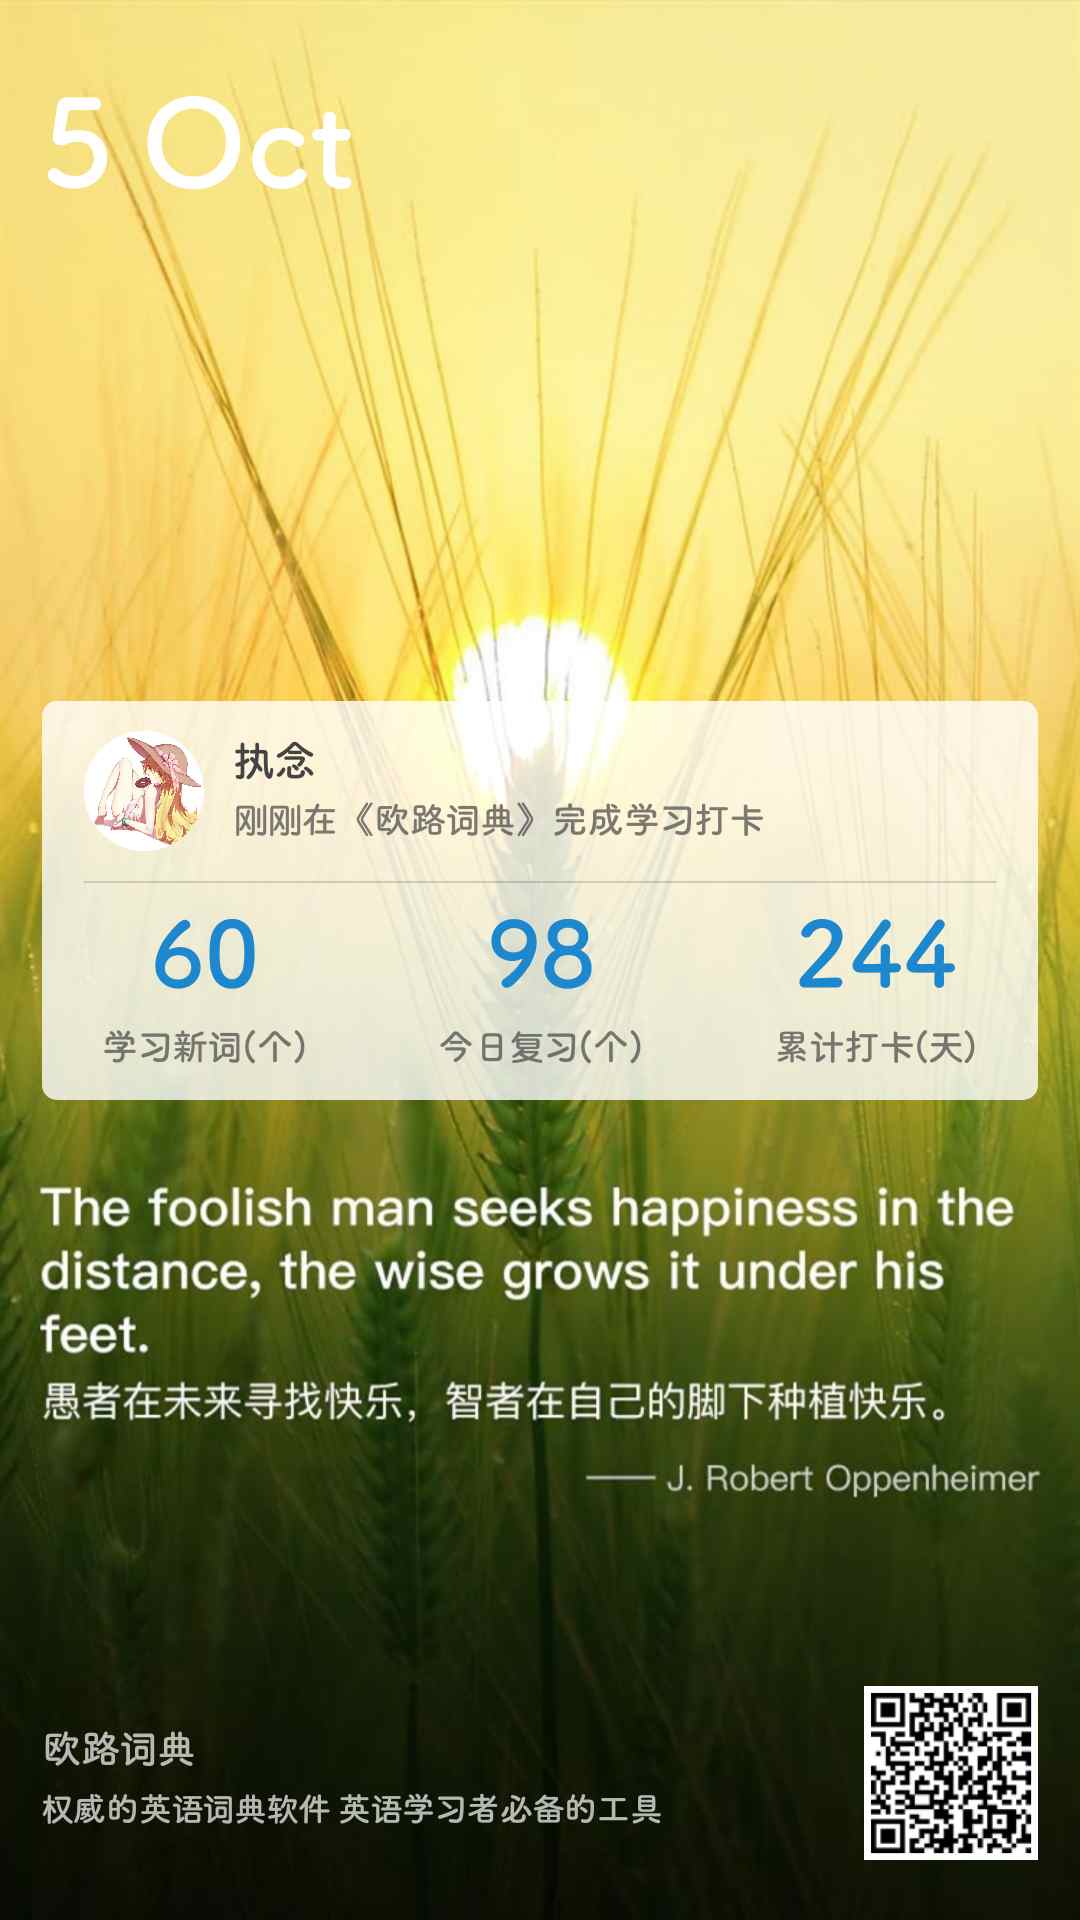 5 Oct
执念
刚刚在《欧路词典》完成学习打卡
60 98 244
学习新词(个) 今日复习(个) 累计打卡(天)
The foolish man seeks happiness in the
distance, the wise grows it under his
feet.
愚者在未来寻找快乐，智者在自己的脚下种植快乐。
—— J. Robert Oppenheimer
欧路词典
权威的英语词典软件 英语学习者必备的工具